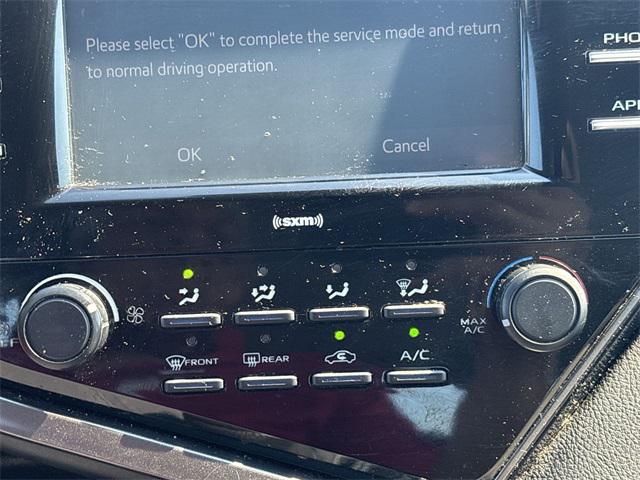 Please select "OK" to complete the service mode and return
to normal driving operation.
OK
Cancel
PHO
APP
((sxm))
MAX
A/C
FRONT
REAR
A/C